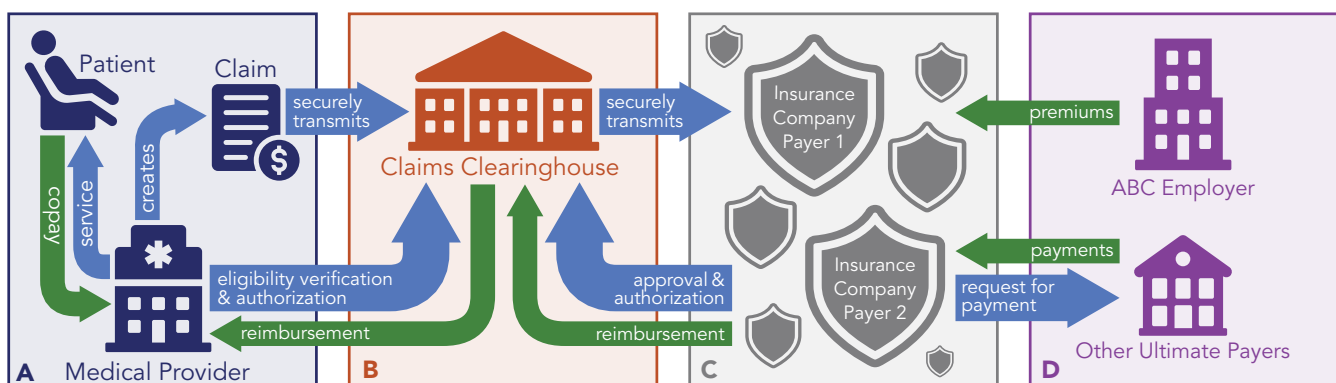 Patient
Claim
securely
transmits
$
creates
copay
service
Medical Provider
eligibility verification
& authorization
reimbursement
A
Claims Clearinghouse
securely
transmits
approval &
authorization
reimbursement
B
Insurance
Company
Payer 1
Insurance
Company
Payer 2
C
premiums
ABC Employer
payments
request for
payment
Other Ultimate Payers
D